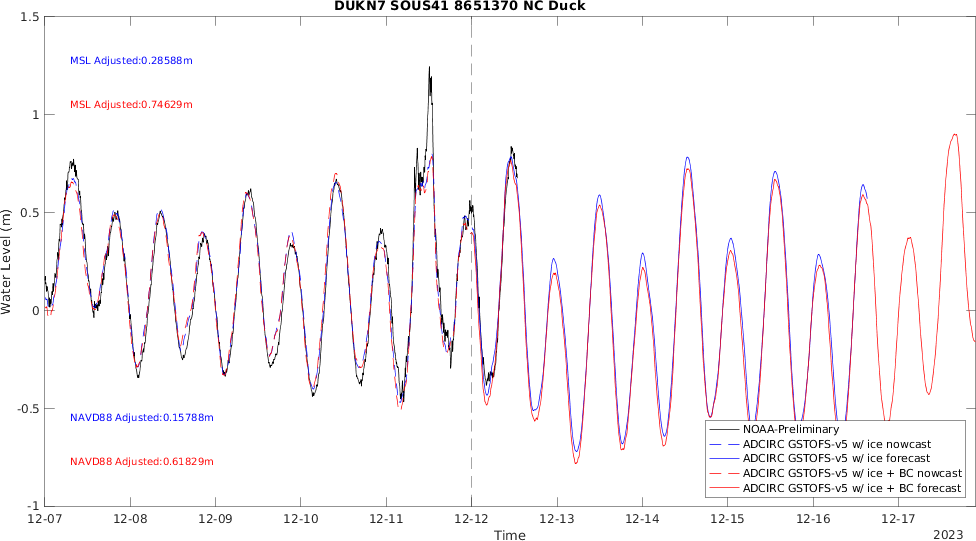 DUKN7 SOUS41 8651370 NC Duck
1.5
MSL Adjusted:0.28588m
MSL Adjusted:0.74629m
1
0.5
Water Level (m)
0
-0.5
NAVD88 Adjusted:0.15788m
NAVD88 Adjusted:0.61829m
NOAA-Preliminary
ADCIRC GSTOFS-v5 w/ ice nowcast
ADCIRC GSTOFS-v5 w/ ice forecast
ADCIRC GSTOFS-v5 w/ ice + BC nowcast
ADCIRC GSTOFS-v5 w/ ice + BC forecast
-1
12-07 12-08 12-09 12-10 12-11 12-12 12-13 12-14 12-15 12-16 12-17
Time
2023